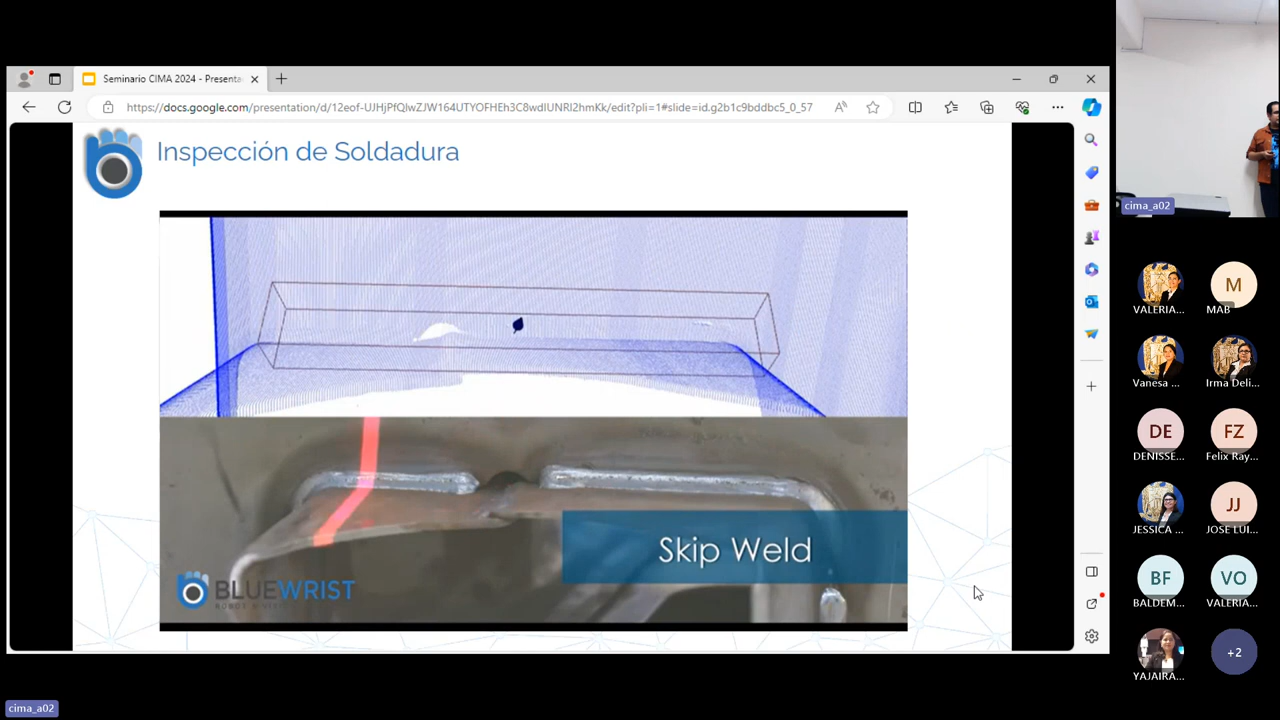 Seminario CIMA 2024 - Presenta
https://docs.google.com/presentation/d/12eof-UJHjPfQIwZJW164UTYOFHEh3C8wdIUNRI2hmKk/edit?pli=1#slide=id.g2b1c9bddbc5_0_57
Inspección de Soldadura
Skip Weld
BLUEWRIST
cima_a02
VALERIA...
M
MAB
Vanesa ...
Irma Deli...
DE
DENISSE...
FZ
Felix Ray...
JESSICA ...
JJ
JOSE LUI...
BF
BALDEM...
VO
VALERIA...
YAJAIRA...
+2
cima_a02